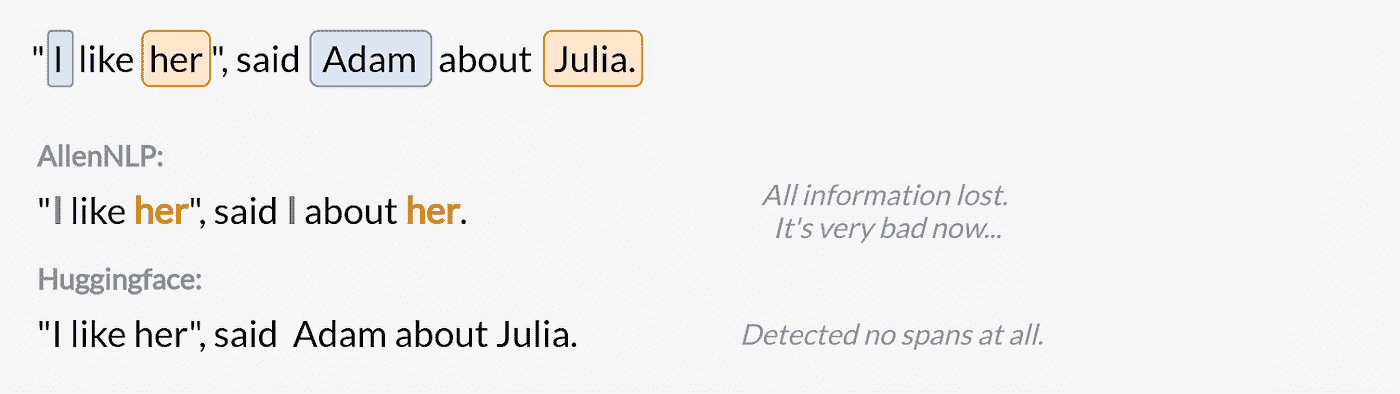 "I like her", said Adam about Julia.
AllenNLP:
"I like her", said I about her.
All information lost.
It's very bad now...
Huggingface:
"I like her", said Adam about Julia.
Detected no spans at all.